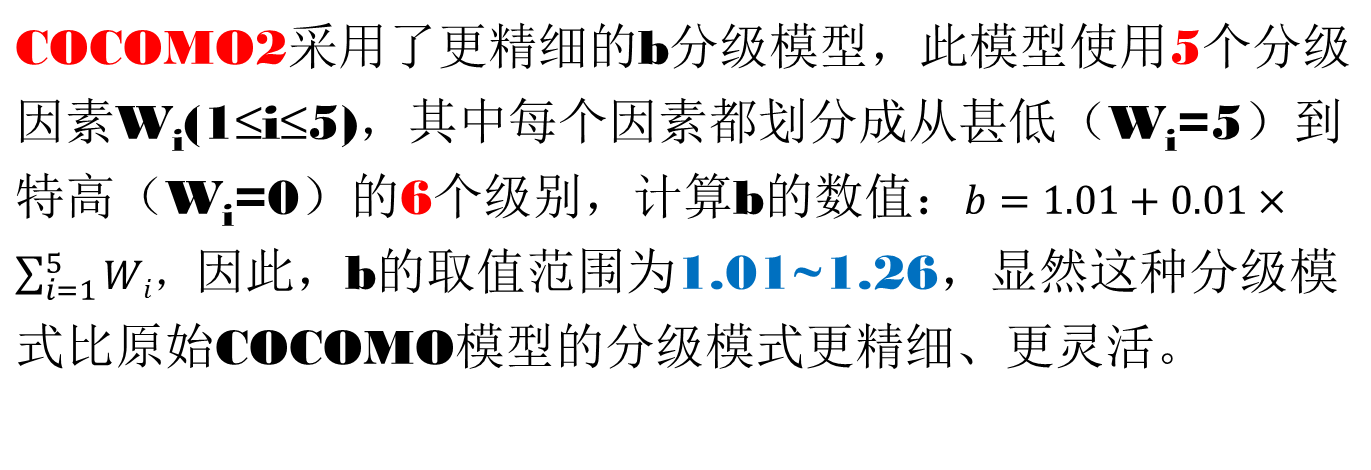 COCOMO2采用了更精细的b分级模型，此模型使用5个分级
因素Wi(1≤i≤5)，其中每个因素都划分成从甚低（Wi=5）到
特高（Wi=0）的6个级别，计算b的数值：b = 1.01 + 0.01 ×
∑⁵ᵢ₌₁ Wi，因此，b的取值范围为1.01~1.26，显然这种分级模
式比原始COCOMO模型的分级模式更精细、更灵活。